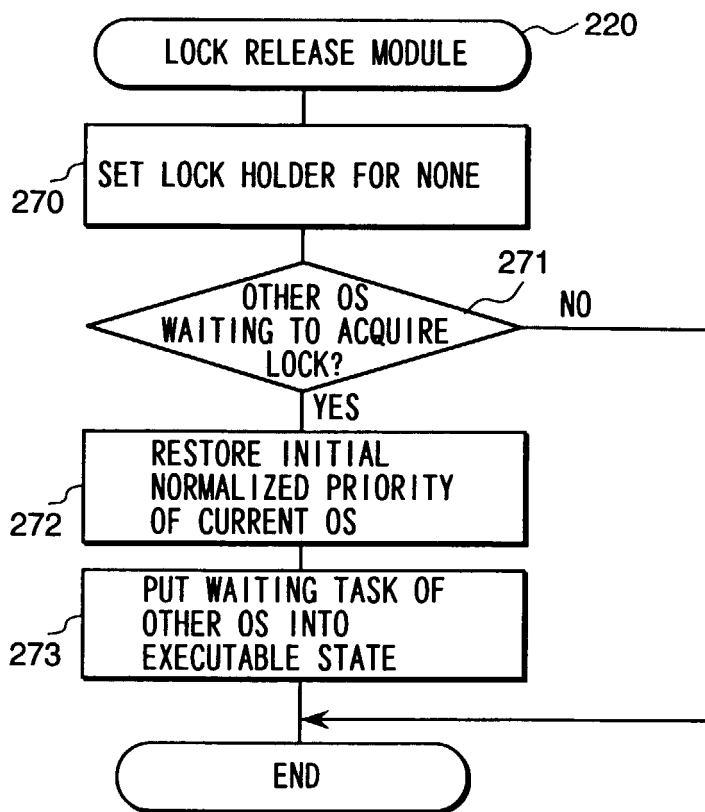 LOCK RELEASE MODULE
220
SET LOCK HOLDER FOR NONE
270
271
OTHER OS
WAITING TO ACQUIRE
LOCK?
NO
YES
RESTORE INITIAL
NORMALIZED PRIORITY
OF CURRENT OS
272
PUT WAITING TASK OF
OTHER OS INTO
EXECUTABLE STATE
273
END